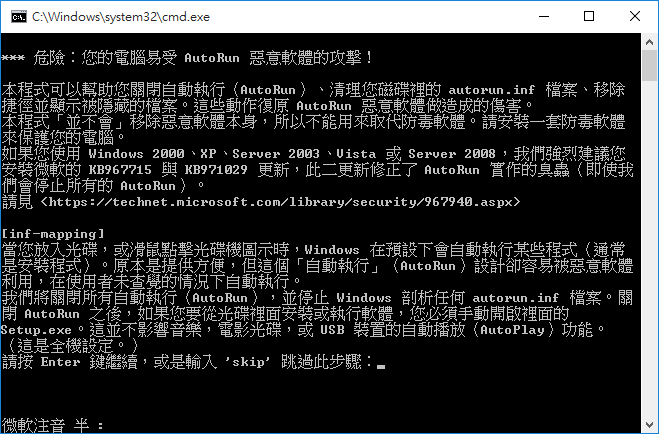 C:\Windows\system32\cmd.exe
*** 危險：您的電腦易受 AutoRun 惡意軟體的攻擊！
本程式可以幫助您關閉自動執行（AutoRun）、清理您磁碟裡的 autorun.inf 檔案、移除
捷徑並顯示被隱藏的檔案。這些動作復原 AutoRun 惡意軟體做造成的傷害。
本程式「並不會」移除惡意軟體本身，所以不能用來取代防毒軟體。請安裝一套防毒軟體
來保護您的電腦。
如果您使用 Windows 2000、XP、Server 2003、Vista 或 Server 2008，我們強烈建議您
安裝微軟的 KB967715 與 KB971029 更新，此二更新修正了 AutoRun 實作的臭蟲（即使我
們會停止所有的 AutoRun）。
請見 <https://technet.microsoft.com/library/security/967940.aspx>
[inf-mapping]
當您放入光碟，或滑鼠點擊光碟機圖示時，Windows 在預設下會自動執行某些程式（通常
是安裝程式）。原本是提供方便，但這個「自動執行」（AutoRun）設計卻容易被惡意軟體
利用，在使用者未查覺的情況下自動執行。
我們將關閉所有自動執行（AutoRun），並停止 Windows 剖析任何 autorun.inf 檔案。關
閉 AutoRun 之後，如果您要從光碟裡面安裝或執行軟體，您必須手動開啟裡面的
Setup.exe。這並不影響音樂，電影光碟，或 USB 裝置的自動播放（AutoPlay）功能。
（這是全機設定。）
請按 Enter 鍵繼續，或是輸入 'skip' 跳過此步驟：_
微軟注音 半 ：